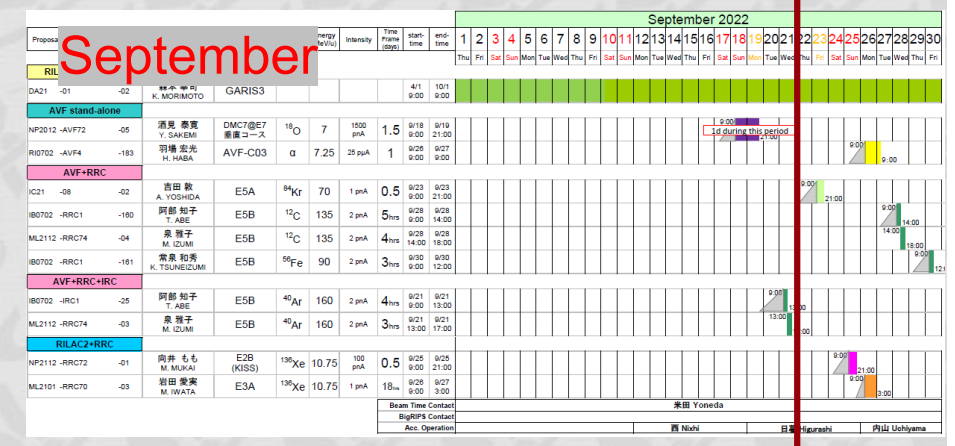 September 2022
September
Proposa
nergy MeV/u)
Intensity
Time Frame (days)
start-time
end-time
1 2 3 4 5 6 7 8 9 10 11 12 13 14 15 16 17 18 19 20 21 22 23 24 25 26 27 28 29 30
Thu Fri Sat Sun Mon Tue Wed Thu Fri Sat Sun Mon Tue Wed Thu Fri Sat Sun Mon Tue Wed Thu Fri Sat Sun Mon Tue Wed Thu Fri
RIL
DA21 -01 -02 K. MORIMOTO GARIS3 4/1 9:00 10/1 9:00
AVF stand-alone
NP2012 -AVF72 -05 酒見 泰寛 Y. SAKEMI DMC7@E7 垂直コース 18O 7 1500 pnA 1.5 9/18 9:00 9/19 21:00
9:00 1d during this period 21:00
RI0702 -AVF4 -183 羽場 宏光 H. HABA AVF-C03 α 7.25 25 pμA 1 9/26 9:00 9/27 9:00
9:00 9:00
AVF+RRC
IC21 -08 -02 吉田 敦 A. YOSHIDA E5A 84Kr 70 1 pnA 0.5 9/23 9:00 9/23 21:00
9:00 21:00
IB0702 -RRC1 -160 阿部 知子 T. ABE E5B 12C 135 2 pnA 5hrs 9/28 9:00 9/28 14:00
9:00 14:00
ML2112 -RRC74 -04 泉 雅子 M. IZUMI E5B 12C 135 2 pnA 4hrs 9/28 14:00 9/28 18:00
14:00 18:00
IB0702 -RRC1 -161 常泉 和秀 K. TSUNEIZUMI E5B 56Fe 90 2 pnA 3hrs 9/30 9:00 9/30 12:00
9:00 12:
AVF+RRC+IRC
IB0702 -IRC1 -25 阿部 知子 T. ABE E5B 40Ar 160 2 pnA 4hrs 9/21 9:00 9/21 13:00
9:00
ML2112 -RRC74 -03 泉 雅子 M. IZUMI E5B 40Ar 160 2 pnA 3hrs 9/21 13:00 9/21 17:00
13:00
RILAC2+RRC
NP2112 -RRC72 -01 向井 もも M. MUKAI E2B (KISS) 136Xe 10.75 100 pnA 0.5 9/25 9:00 9/25 21:00
9:00 21:00
ML2101 -RRC70 -03 岩田 愛実 M. IWATA E3A 136Xe 10.75 1 pnA 18hrs 9/26 9:00 9/27 3:00
9:00 3:00
Beam Time Contact 米田 Yoneda
BigRIPS Contact
Acc. Operation 西 Nixhi 日暮 Higurashi 内山 Uchiyama